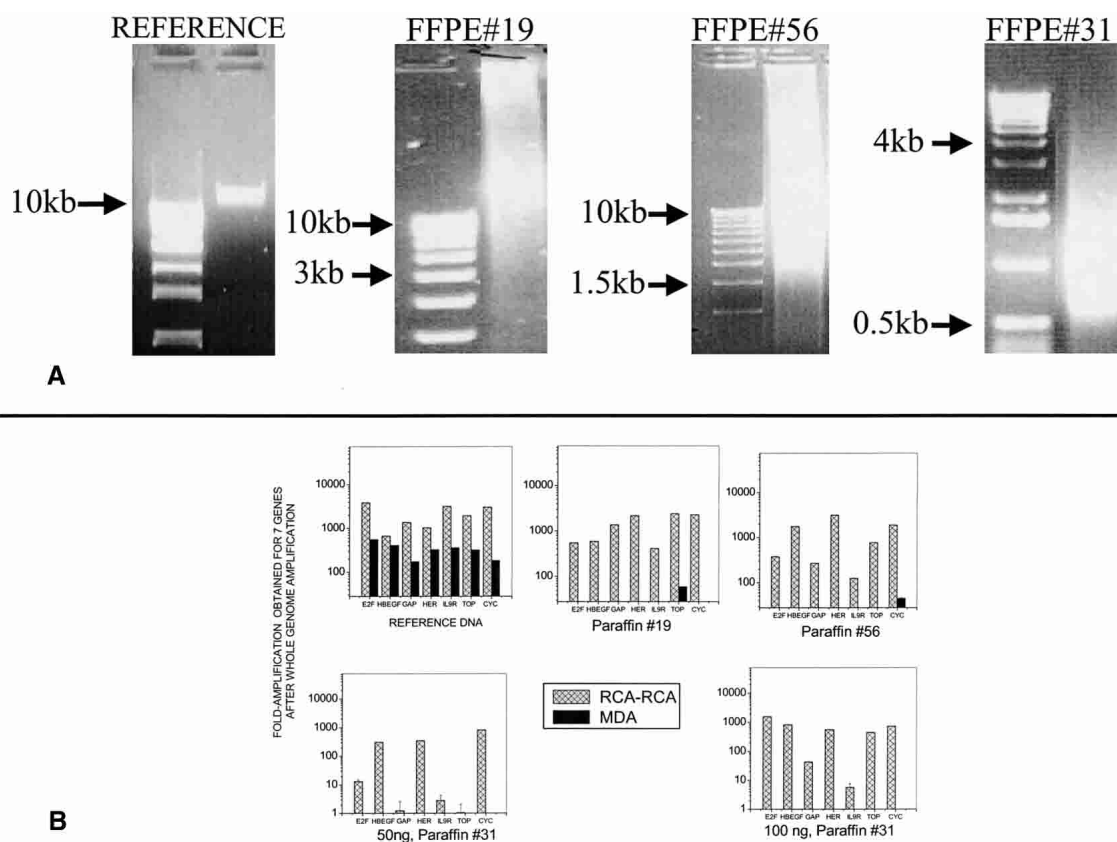 REFERENCE FFPE#19 FFPE#56 FFPE#31
10kb
10kb
3kb
10kb
1.5kb
4kb
0.5kb
A
FOLD-AMPLIFICATION OBTAINED FOR 7 GENES
AFTER WHOLE GENOME AMPLIFICATION
10000
1000
100
E2F HBEGF GAP HER IL9R TOP CYC
REFERENCE DNA
10000
1000
100
E2F HBEGF GAP HER IL9R TOP CYC
Paraffin #19
10000
1000
100
E2F HBEGF GAP HER IL9R TOP CYC
Paraffin #56
10000
1000
100
10
1
E2F HBEGF GAP HER IL9R TOP CYC
50ng, Paraffin #31
RCA-RCA
MDA
10000
1000
100
10
1
E2F HBEGF GAP HER IL9R TOP CYC
100 ng, Paraffin #31
B